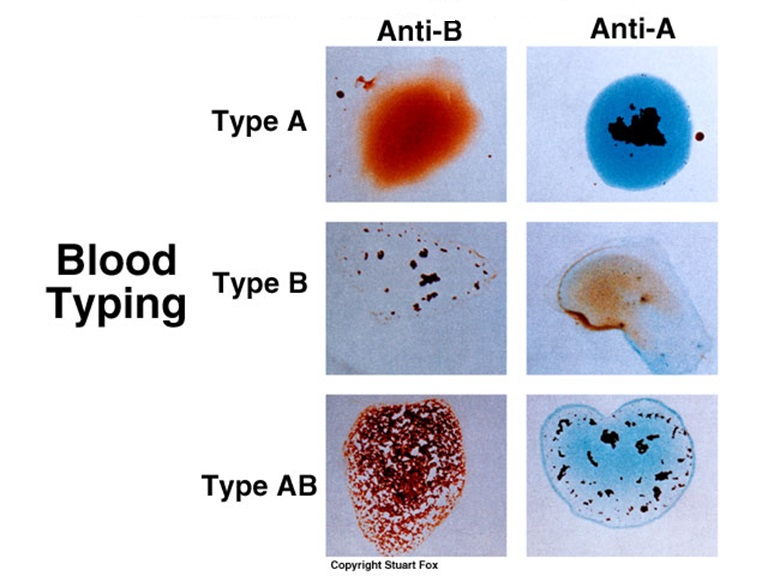 Anti-B
Anti-A
Type A
Blood
Typing
Type B
Type AB
Copyright Stuart Fox